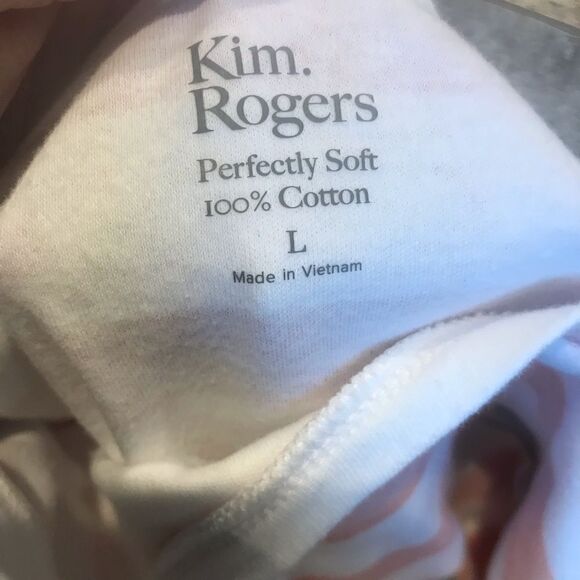 Kim.
Rogers
Perfectly Soft
100% Cotton
L
Made in Vietnam